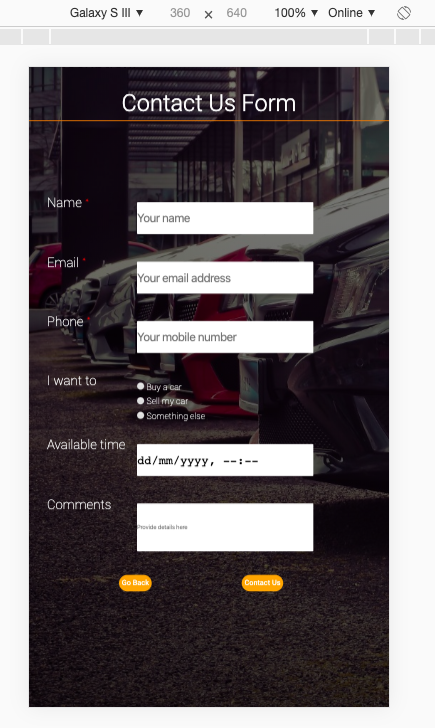 Galaxy S III ▼ 360 × 640 100% ▼ Online ▼
Contact Us Form
Name *
Your name
Email *
Your email address
Phone *
Your mobile number
I want to
Buy a car
Sell my car
Something else
Available time
dd/mm/yyyy, --:--
Comments
Provide details here
Go Back Contact Us